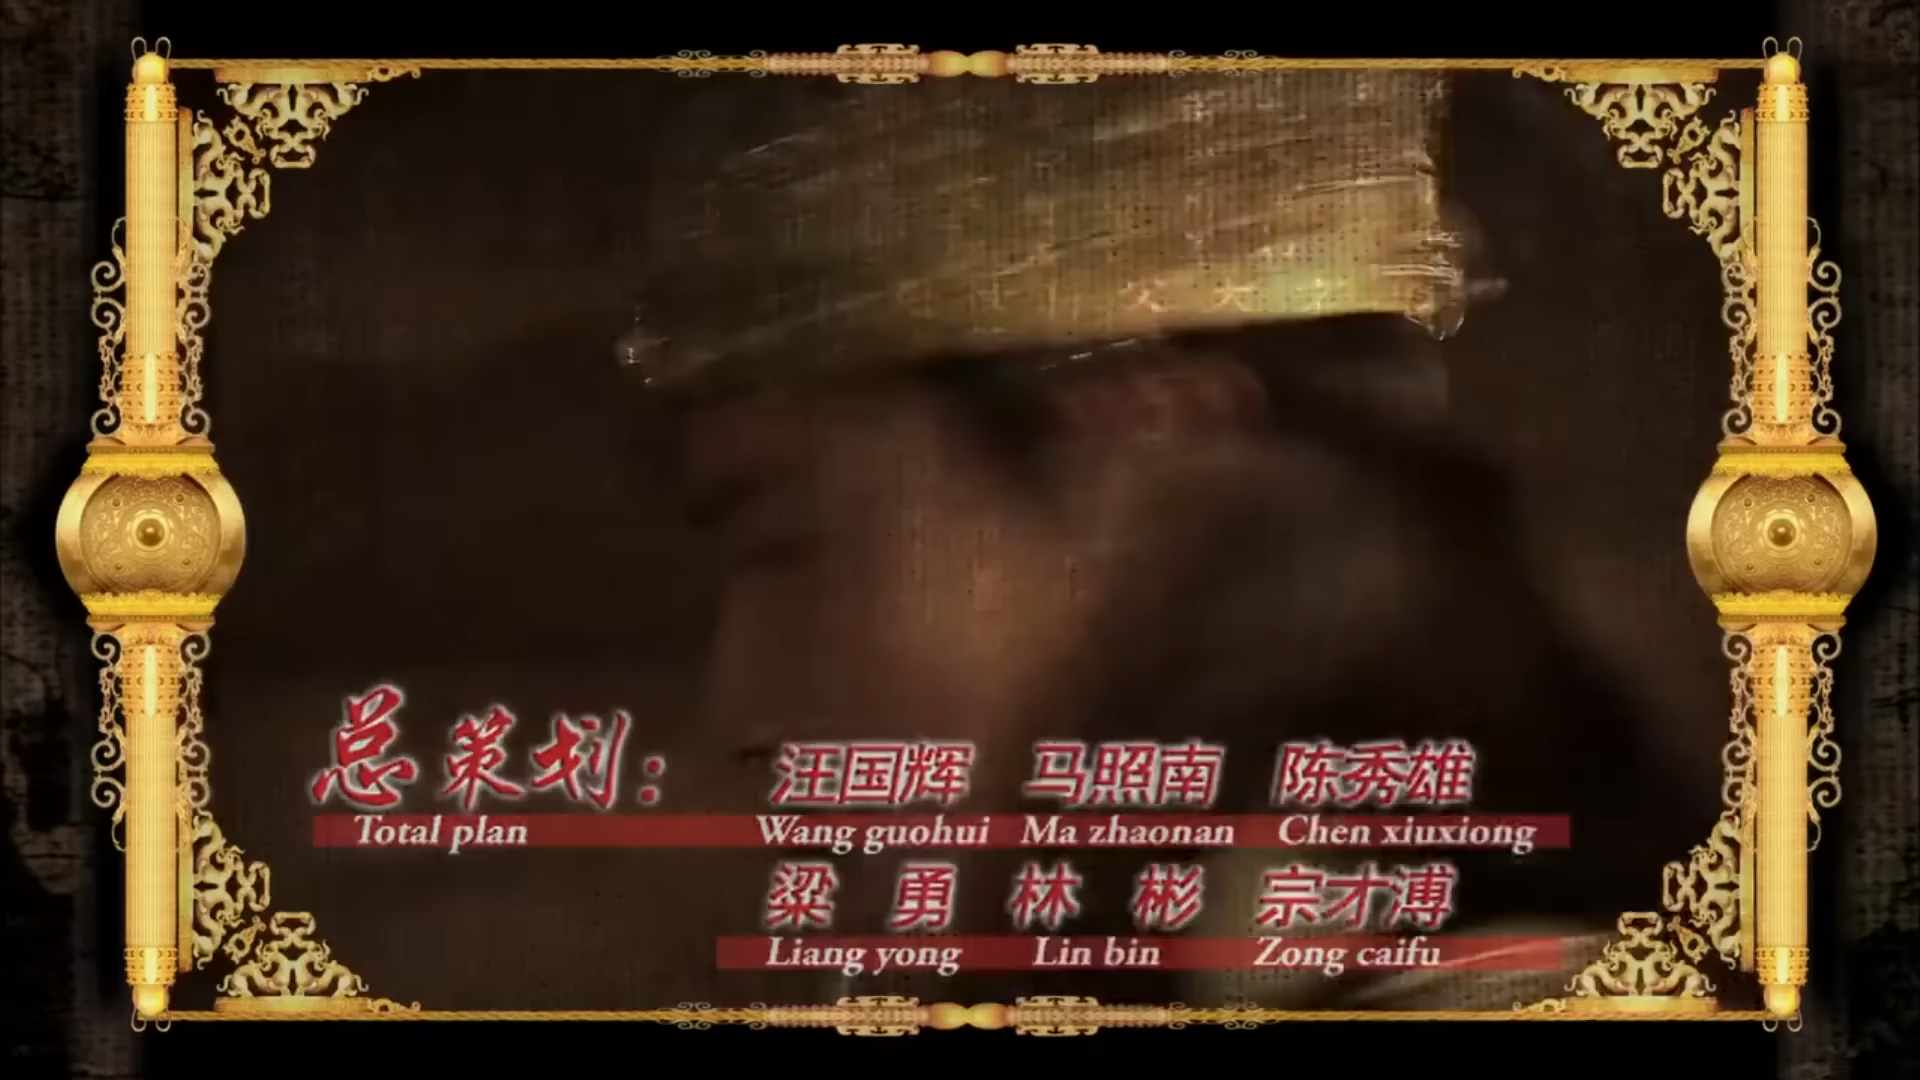 总策划： 汪国辉 马照南 陈秀雄
Total plan Wang guohui Ma zhaonan Chen xiuxiong
梁 勇 林 彬 宗才溥
Liang yong Lin bin Zong caifu